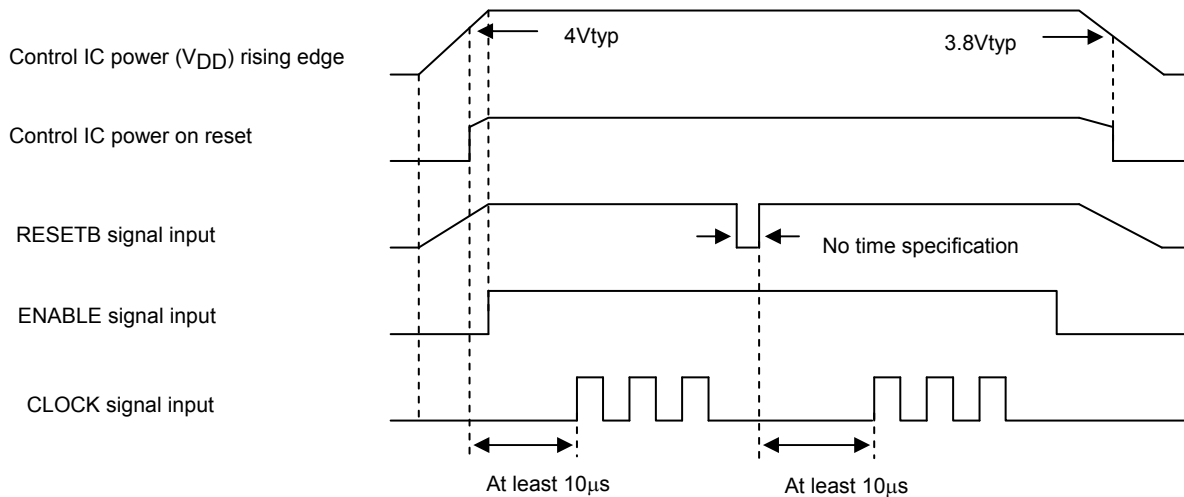 4Vtyp
3.8Vtyp
Control IC power (VDD) rising edge
Control IC power on reset
RESETB signal input
No time specification
ENABLE signal input
CLOCK signal input
At least 10μs
At least 10μs